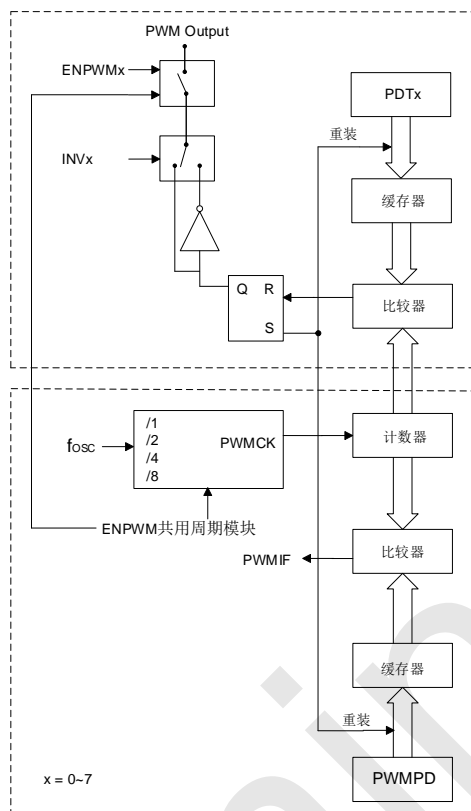 PWM Output
ENPWMx
PDTx
重装
INVx
缓存器
Q R
S
比较器
/1
/2
/4
/8
fosc
PWMCK
计数器
ENPWM共用周期模块
PWMIF
比较器
缓存器
重装
x = 0~7
PWMPD